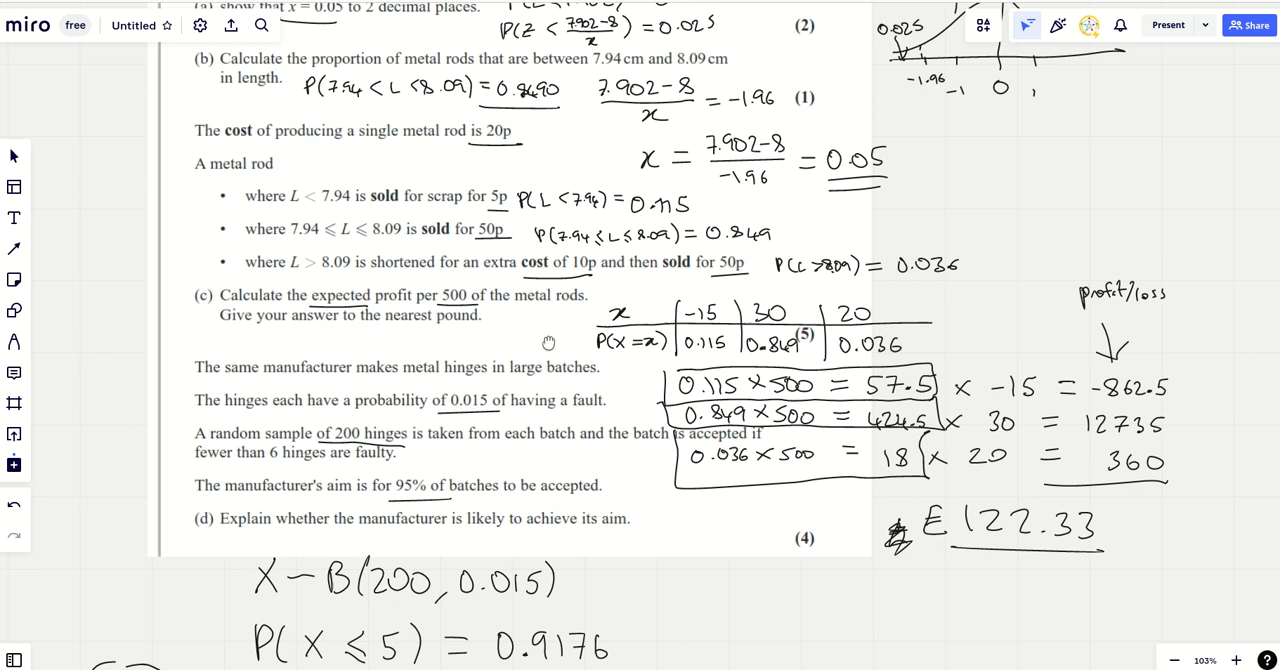 miro free Untitled Present Share
(a) show that x = 0.05 to 2 decimal places.
P(Z < 7.902-8/x) = 0.025
(2)
0.025
-1.96 -1 0 1
(b) Calculate the proportion of metal rods that are between 7.94 cm and 8.09 cm
in length.
P(7.94 < L < 8.09) = 0.8490
7.902-8/x = -1.96
(1)
The cost of producing a single metal rod is 20p
x = 7.902-8/-1.96 = 0.05
A metal rod
• where L < 7.94 is sold for scrap for 5p P(L < 7.94) = 0.115
• where 7.94 ⩽ L ⩽ 8.09 is sold for 50p P(7.94 ≤ L ≤ 8.09) = 0.849
• where L > 8.09 is shortened for an extra cost of 10p and then sold for 50p P(L > 8.09) = 0.036
(c) Calculate the expected profit per 500 of the metal rods.
Give your answer to the nearest pound.
(5)
x -15 30 20
P(X = x) 0.115 0.849 0.036
profit/loss
0.115 × 500 = 57.5 × -15 = -862.5
0.849 × 500 = 424.5 × 30 = 12735
0.036 × 500 = 18 × 20 = 360
£122.33
The same manufacturer makes metal hinges in large batches.
The hinges each have a probability of 0.015 of having a fault.
A random sample of 200 hinges is taken from each batch and the batch is accepted if
fewer than 6 hinges are faulty.
The manufacturer's aim is for 95% of batches to be accepted.
(d) Explain whether the manufacturer is likely to achieve its aim.
(4)
X ~ B(200, 0.015)
P(X ≤ 5) = 0.9176
103%